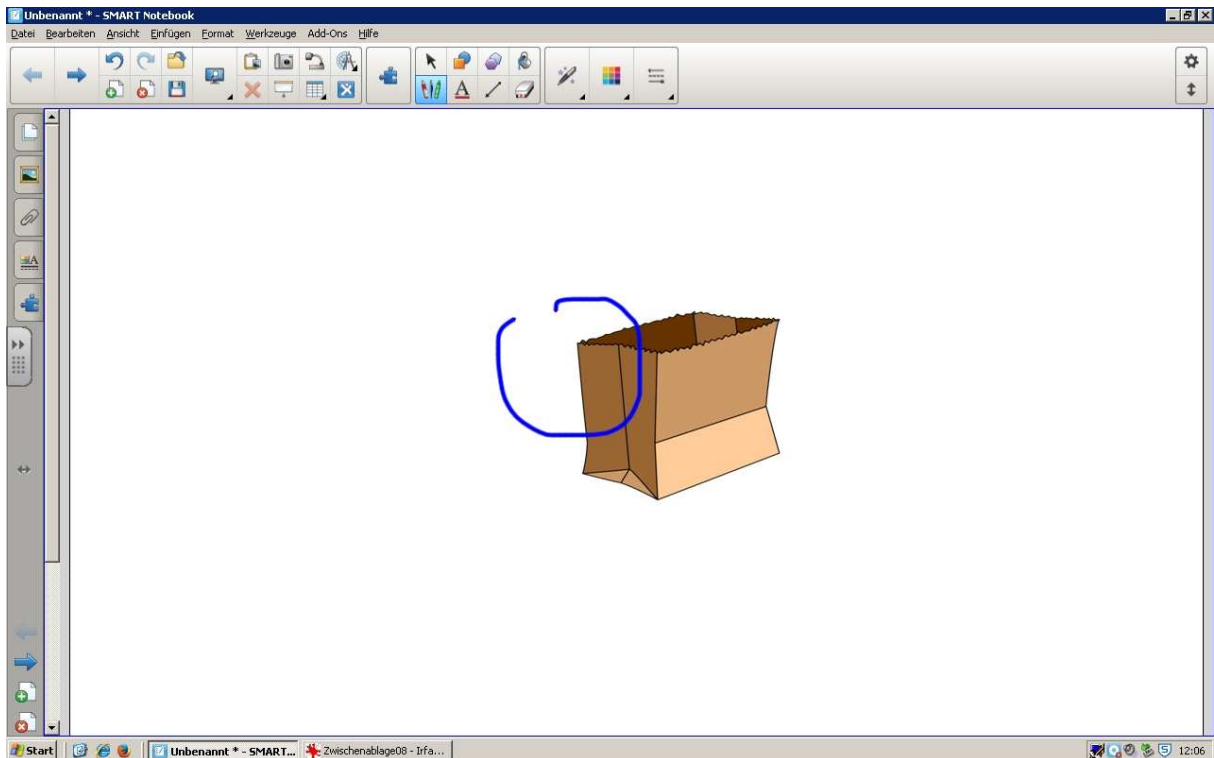 Unbenannt * - SMART Notebook
Datei Bearbeiten Ansicht Einfügen Format Werkzeuge Add-Ons Hilfe
Start Unbenannt * - SMART... Zwischenablage08 - Irfa... 12:06